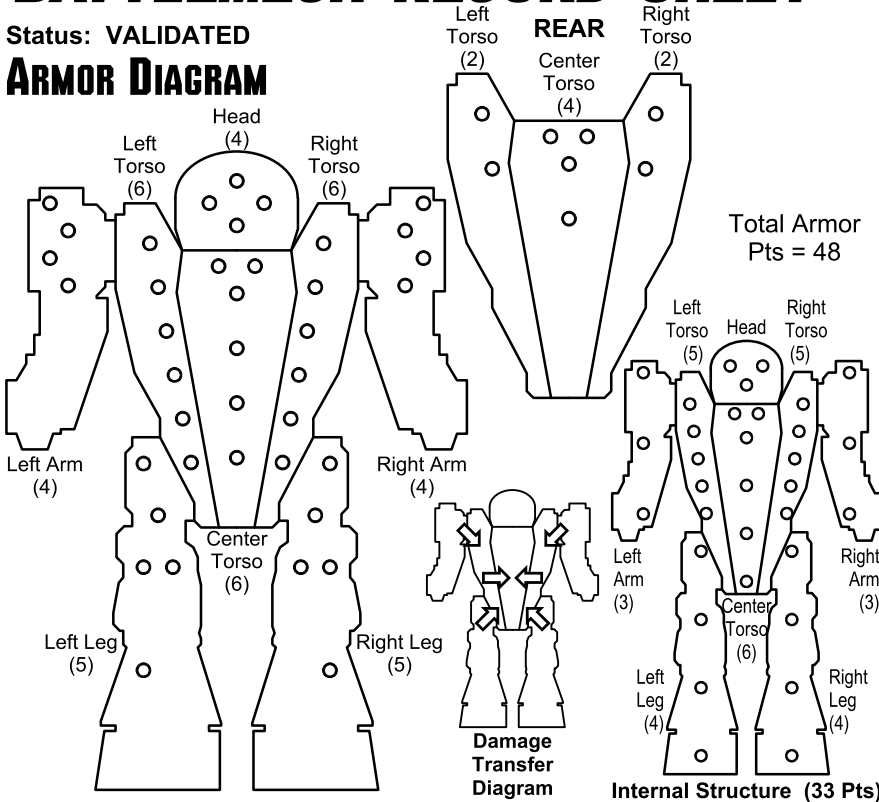 BATTLEMECH RECORD SHEET
Status: VALIDATED
ARMOR DIAGRAM
Head
(4)
Left
Torso
(6)
Right
Torso
(6)
Left Arm
(4)
Right Arm
(4)
Center
Torso
(6)
Left Leg
(5)
Right Leg
(5)
REAR
Left
Torso
(2)
Center
Torso
(4)
Right
Torso
(2)
Total Armor
Pts = 48
Left
Torso
(5)
Head
Right
Torso
(5)
Left
Arm
(3)
Right
Arm
(3)
Center
Torso
(6)
Left
Leg
(4)
Right
Leg
(4)
Damage
Transfer
Diagram
Internal Structure (33 Pts)